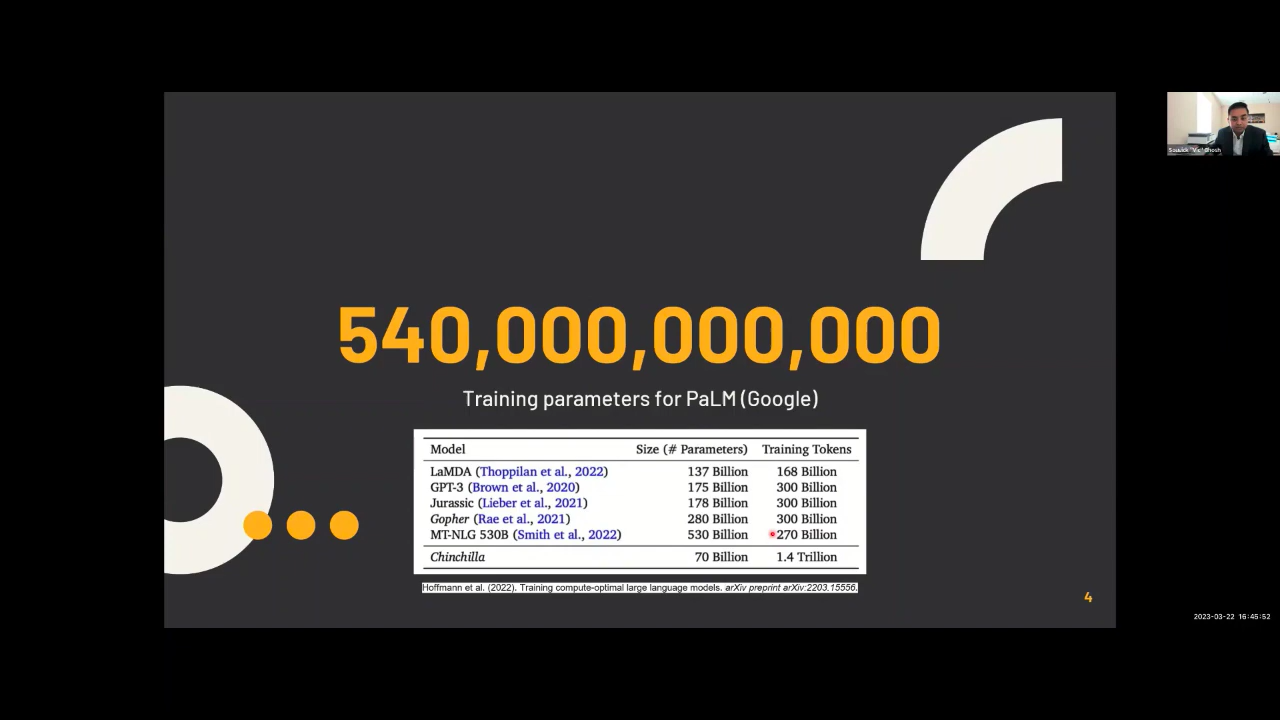 540,000,000,000
Training parameters for PaLM (Google)
Model Size (# Parameters) Training Tokens
LaMDA (Thoppilan et al., 2022) 137 Billion 168 Billion
GPT-3 (Brown et al., 2020) 175 Billion 300 Billion
Jurassic (Lieber et al., 2021) 178 Billion 300 Billion
Gopher (Rae et al., 2021) 280 Billion 300 Billion
MT-NLG 530B (Smith et al., 2022) 530 Billion 270 Billion
Chinchilla 70 Billion 1.4 Trillion
Hoffmann et al. (2022). Training compute-optimal large language models. arXiv preprint arXiv:2203.15556.
4
Souvick "Vic" Ghosh
2023-03-22 16:45:52